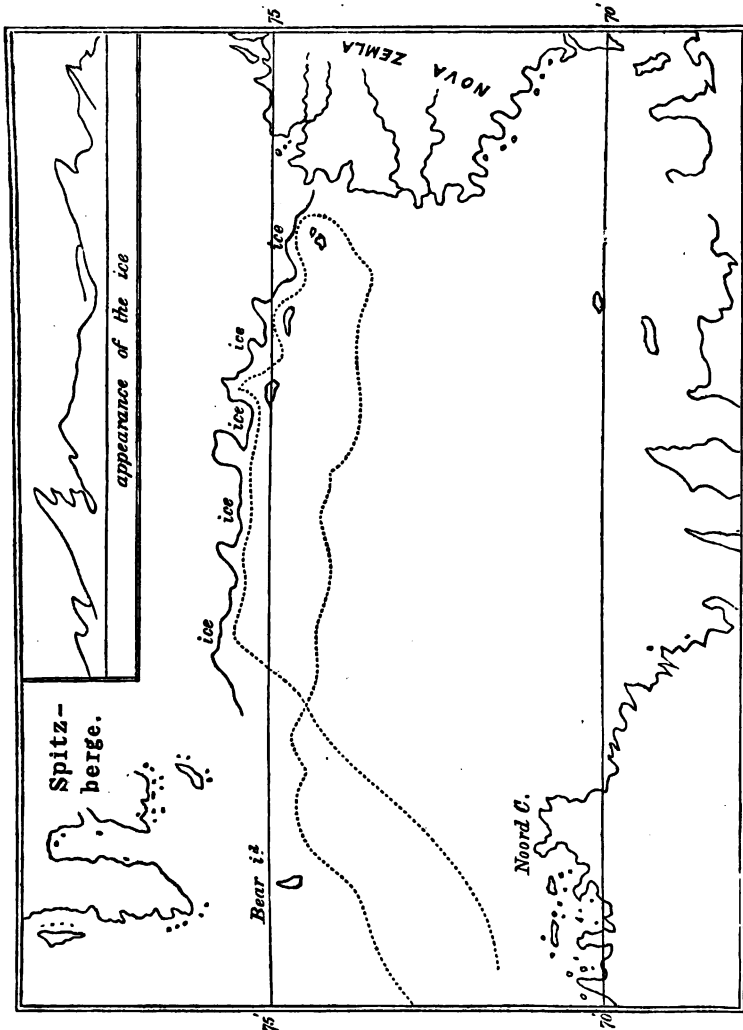 appearance of the ice
Spitz-
berge.
ice
ice
ice
ice
ice
NOVA ZEMLA
75
75
Bear iᵈ
Noord C.
W
70
70